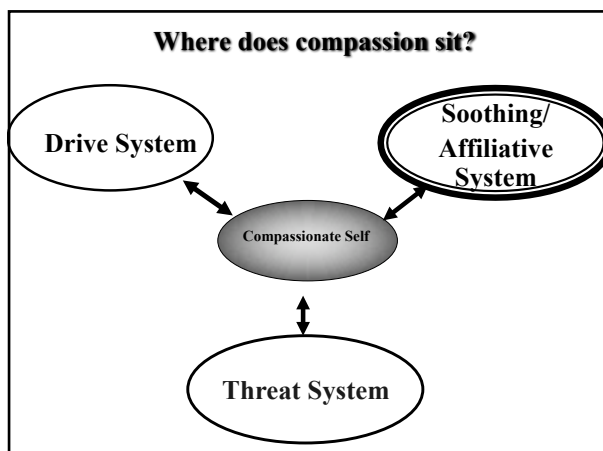 Where does compassion sit?
Drive System
Soothing/
Affiliative
System
Compassionate Self
Threat System